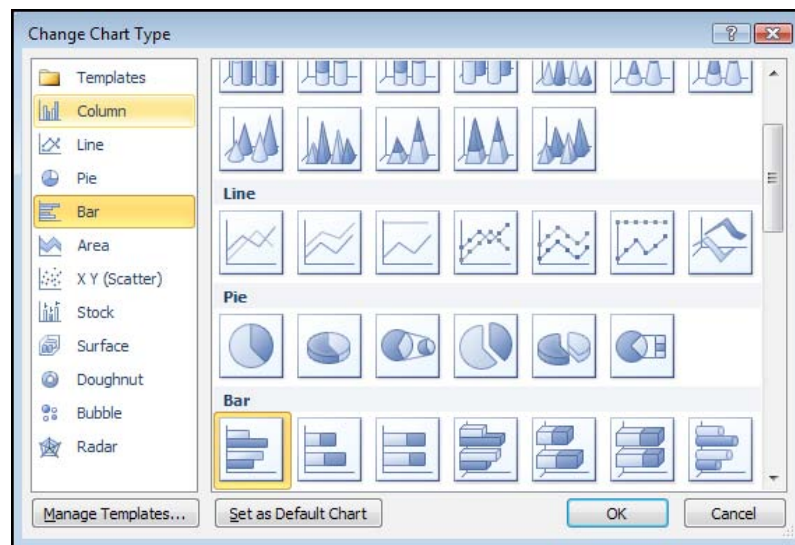 Change Chart Type
Templates
Column
Line
Pie
Bar
Area
X Y (Scatter)
Stock
Surface
Doughnut
Bubble
Radar
Line
Pie
Bar
Manage Templates...
Set as Default Chart
OK
Cancel